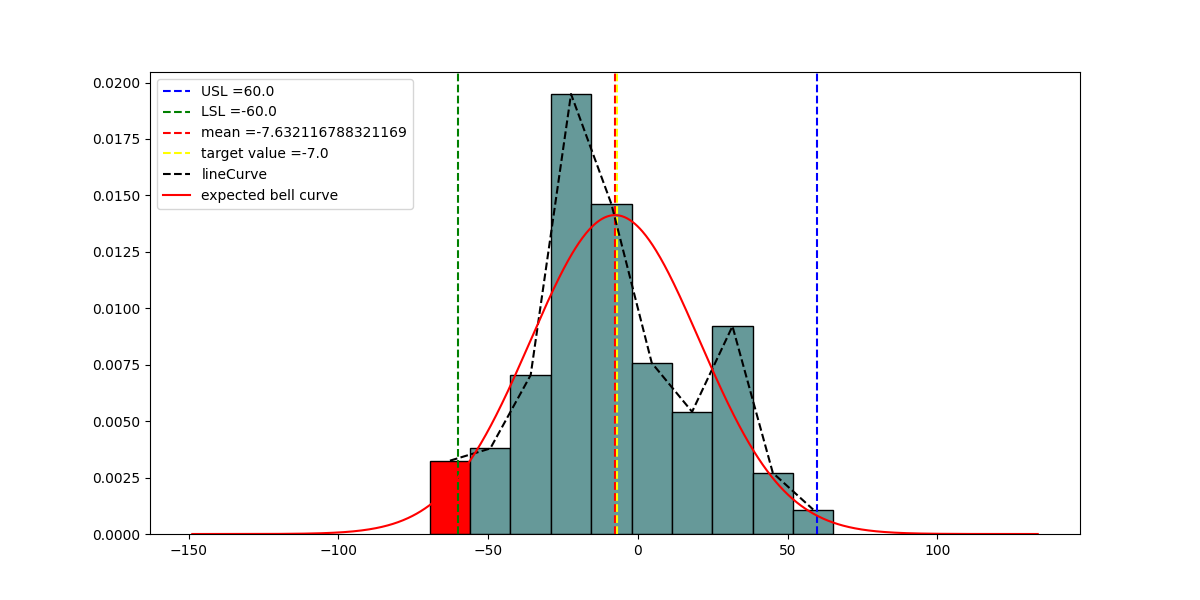 USL =60.0
LSL =-60.0
mean =-7.632116788321169
target value =-7.0
lineCurve
expected bell curve
0.0200
0.0175
0.0150
0.0125
0.0100
0.0075
0.0050
0.0025
0.0000
−150 −100 −50 0 50 100